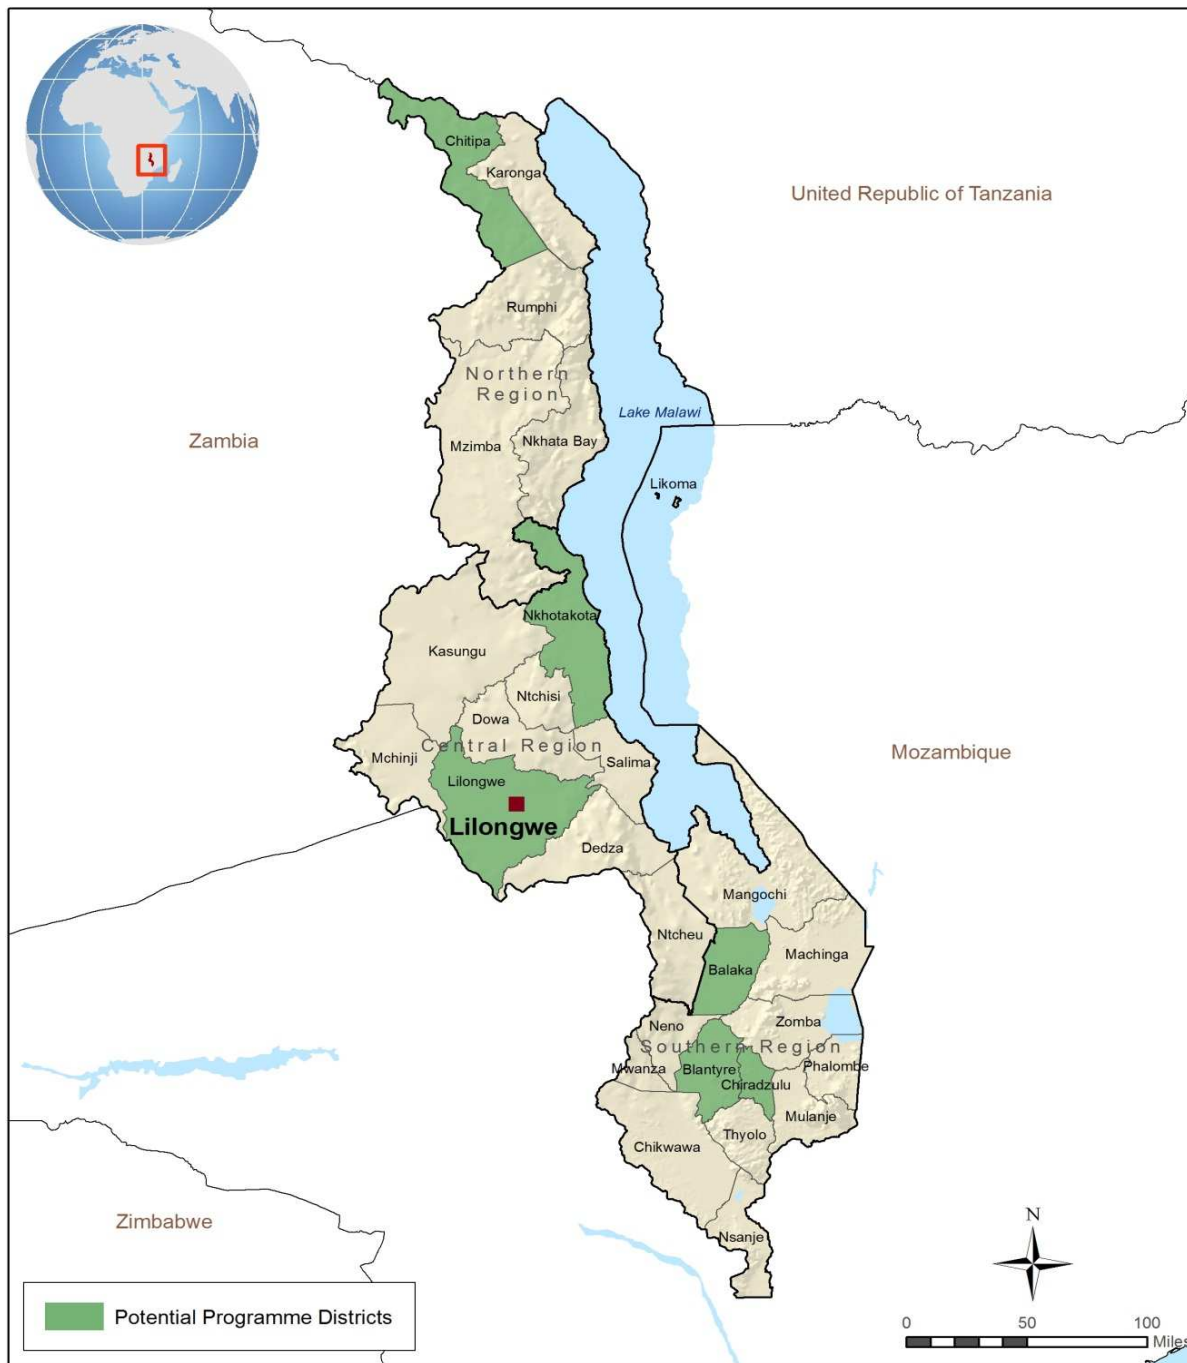 Chitipa
Karonga
United Republic of Tanzania
Rumphi
Northern
Region
Lake Malawi
Zambia
Mzimba
Nkhata Bay
Likoma
Nkhotakota
Kasungu
Ntchisi
Dowa
Central Region
Mchinji
Salima
Mozambique
Lilongwe
Lilongwe
Dedza
Mangochi
Ntcheu
Machinga
Balaka
Neno
Zomba
Southern Region
Mwanza
Blantyre
Phalombe
Chiradzulu
Mulanje
Thyolo
Chikwawa
Zimbabwe
Nsanje
N
Potential Programme Districts
0 50 100
Miles